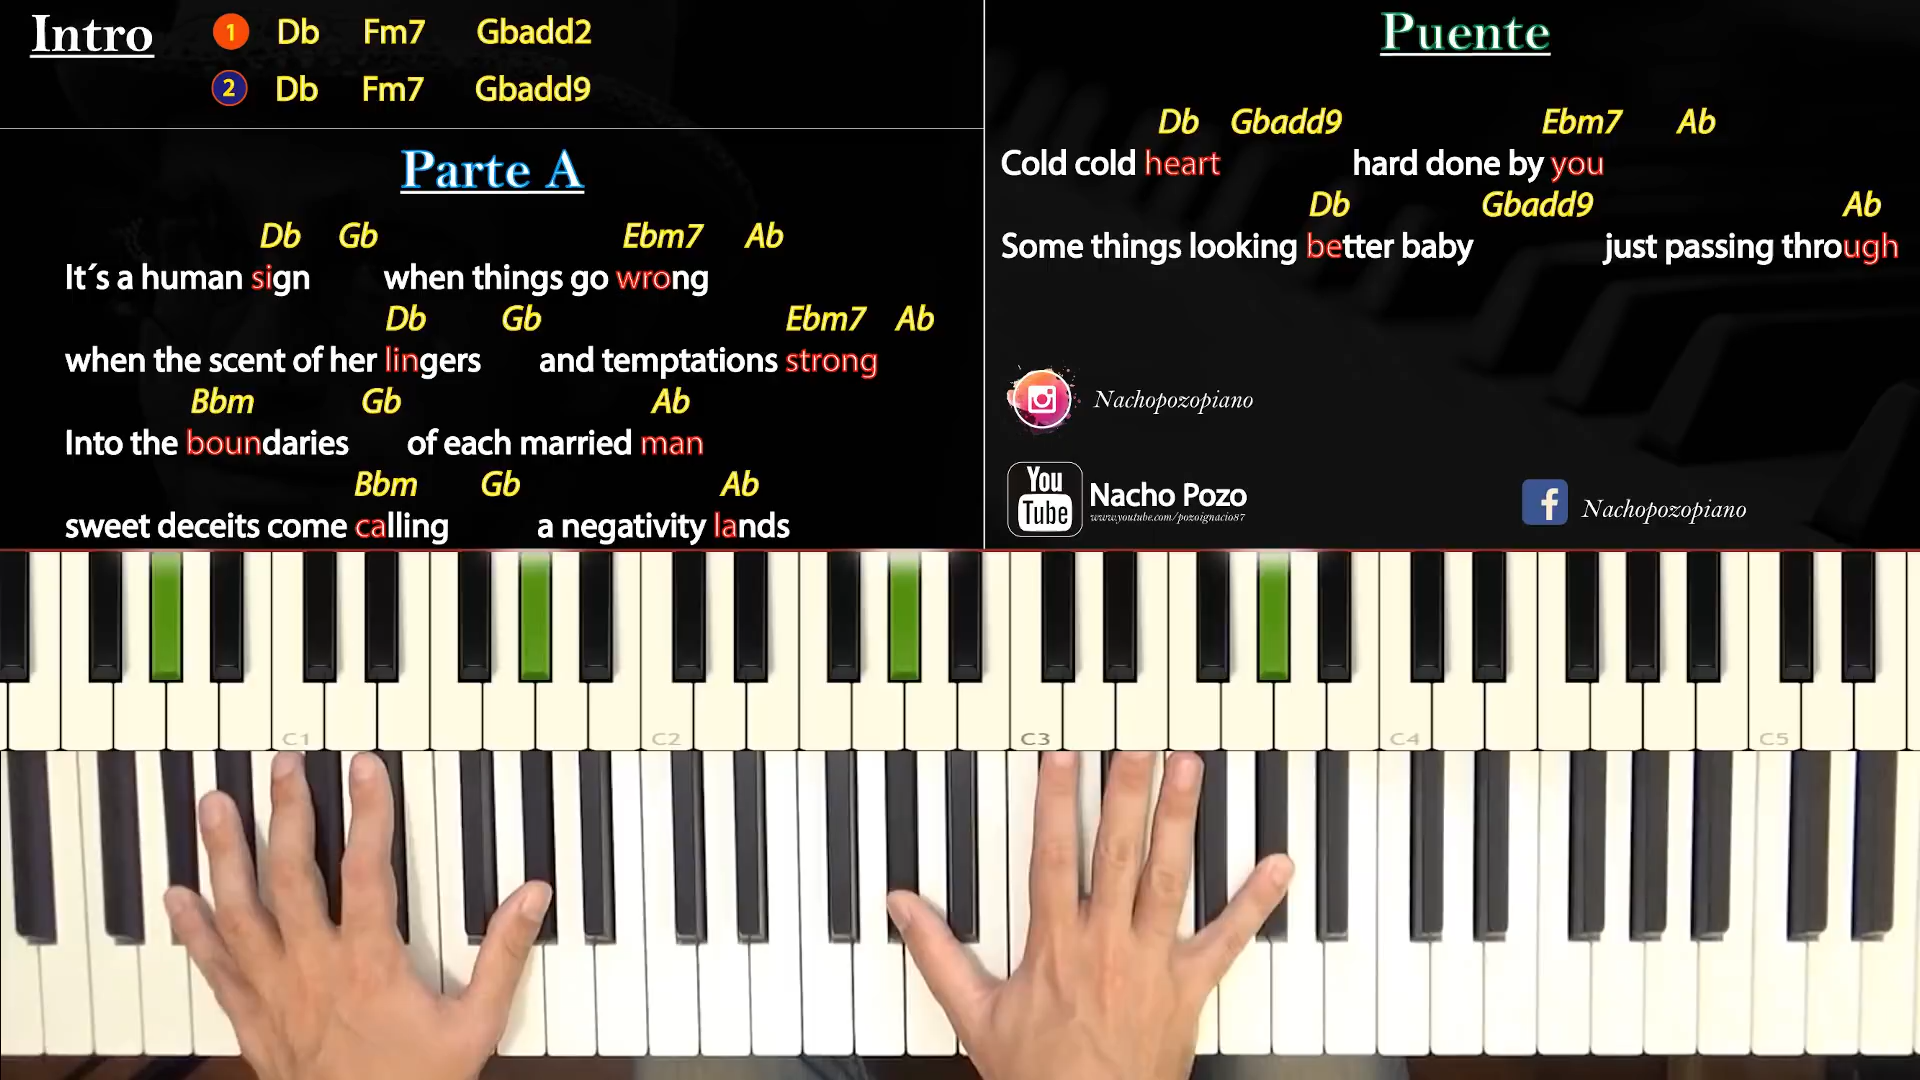 Intro
1 Db Fm7 Gbadd2
2 Db Fm7 Gbadd9
Parte A
Db Gb Ebm7 Ab
It´s a human sign when things go wrong
Db Gb Ebm7 Ab
when the scent of her lingers and temptations strong
Bbm Gb Ab
Into the boundaries of each married man
Bbm Gb Ab
sweet deceits come calling a negativity lands
Puente
Db Gbadd9 Ebm7 Ab
Cold cold heart hard done by you
Db Gbadd9 Ab
Some things looking better baby just passing through
Nachopozopiano
You Tube
Nacho Pozo
www.youtube.com/pozoignacio87
f Nachopozopiano
C1 C2 C3 C4 C5